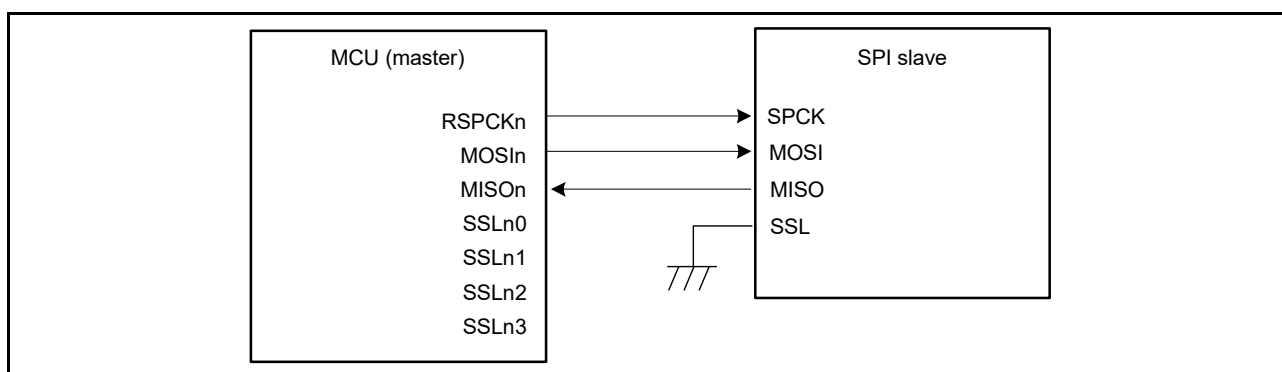 MCU (master)
RSPCKn
MOSIn
MISOn
SSLn0
SSLn1
SSLn2
SSLn3
SPI slave
SPCK
MOSI
MISO
SSL